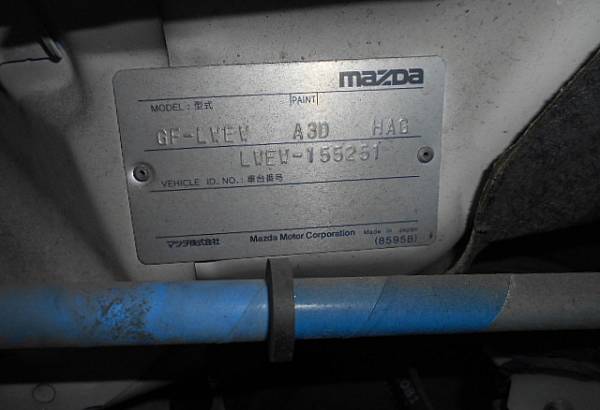 mazda
MODEL: 型式 PAINT
GF-LWEW A3D HAG
LWEW-155251
VEHICLE ID. NO.: 車台番号
マツダ株式会社 Mazda Motor Corporation Made in Japan
(8595B)